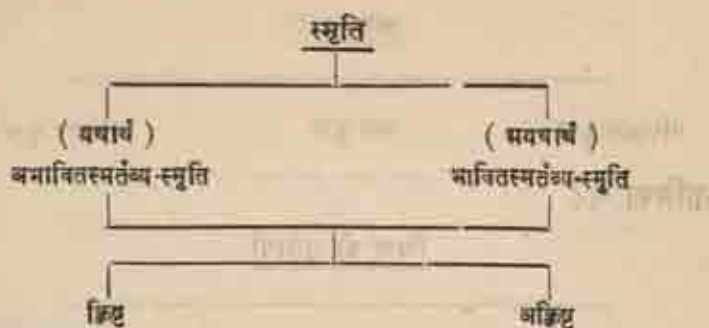 स्मृति
( यथार्थ ) ( अयथार्थ )
अभावितस्मर्तव्य-स्मृति भावितस्मर्तव्य-स्मृति
क्लिष्ट अक्लिष्ट